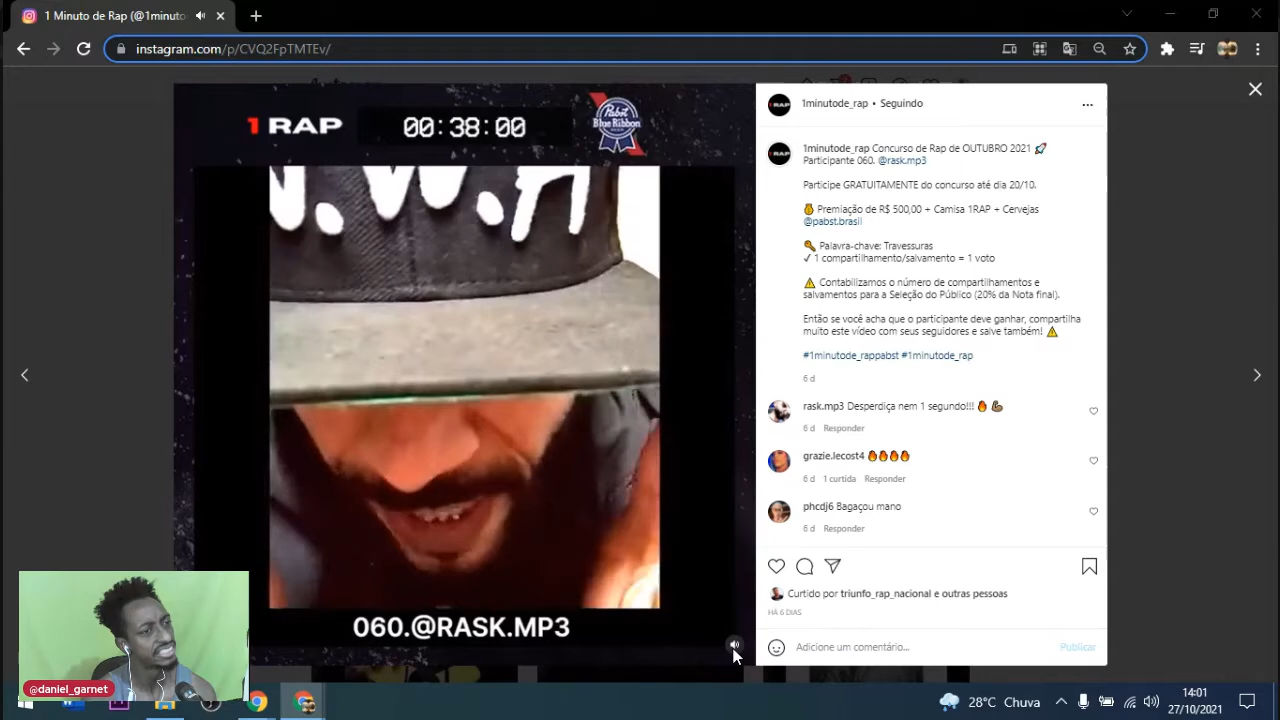 1 Minuto de Rap (@1minuto
instagram.com/p/CVQ2FpTMTEv/
1 RAP
00:38:00
Pabst
Blue Ribbon
.W.A
060.@RASK.MP3
@daniel_garnet
1minutode_rap • Seguindo
1minutode_rap Concurso de Rap de OUTUBRO 2021 🚀
Participante 060. @rask.mp3
Participe GRATUITAMENTE do concurso até dia 20/10.
🏅 Premiação de R$ 500,00 + Camisa 1RAP + Cervejas
@pabst.brasil
🔑 Palavra-chave: Travessuras
✓ 1 compartilhamento/salvamento = 1 voto
⚠ Contabilizamos o número de compartilhamentos e
salvamentos para a Seleção do Público (20% da Nota final).
Então se você acha que o participante deve ganhar, compartilha
muito este vídeo com seus seguidores e salve também! ⚠
#1minutode_rappabst #1minutode_rap
6 d
rask.mp3 Desperdiça nem 1 segundo!!! 🔥 💪🏾
6 d Responder
grazie.lecost4 🔥🔥🔥🔥
6 d 1 curtida Responder
phcdj6 Bagaçou mano
6 d Responder
Curtido por triunfo_rap_nacional e outras pessoas
HÁ 6 DIAS
Adicione um comentário...
Publicar
28°C Chuva
14:01
27/10/2021